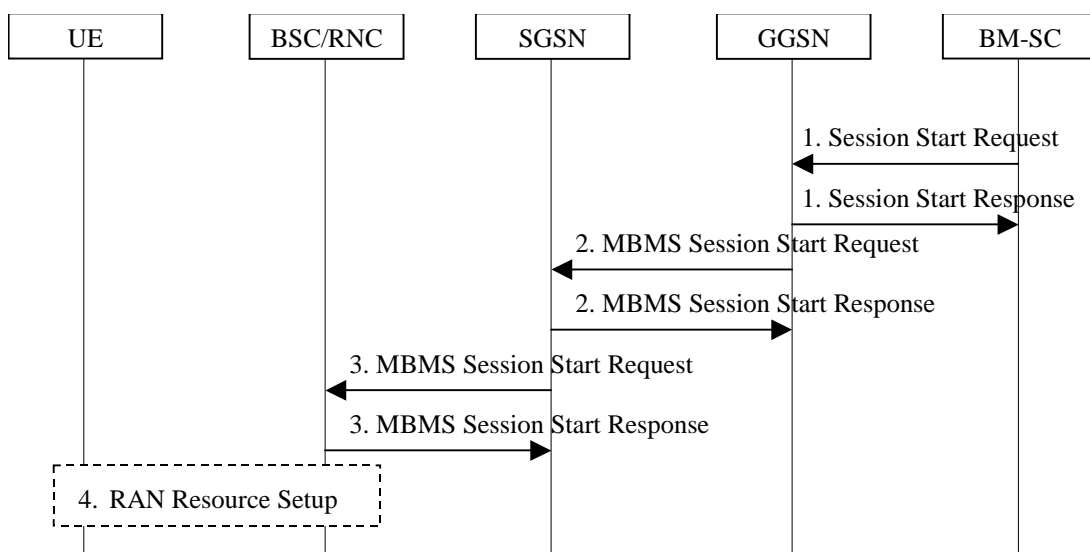 UE
BSC/RNC
SGSN
GGSN
BM-SC
1. Session Start Request
1. Session Start Response
2. MBMS Session Start Request
2. MBMS Session Start Response
3. MBMS Session Start Request
3. MBMS Session Start Response
4. RAN Resource Setup